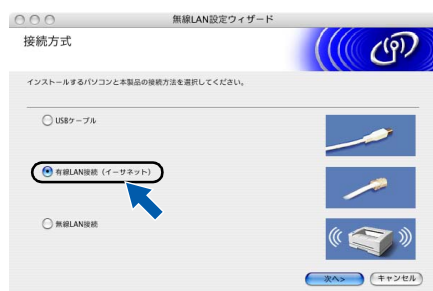 無線LAN設定ウィザード
接続方式
インストールするパソコンと本製品の接続方法を選択してください。
USBケーブル
有線LAN接続（イーサネット）
無線LAN接続
次へ>
キャンセル